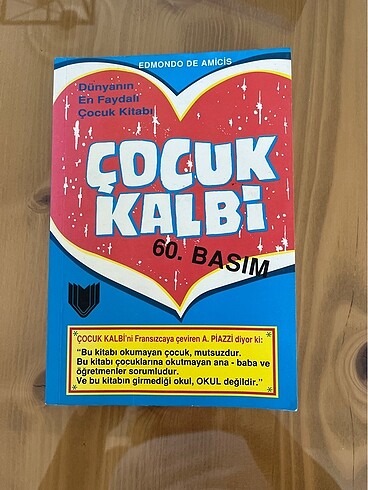 EDMONDO DE AMİCİS
Dünyanın
En Faydalı
Çocuk Kitabı
ÇOCUK
KALBİ
60. BASIM
ÇOCUK KALBİ'ni Fransızcaya çeviren A. PİAZZİ diyor ki:
"Bu kitabı okumayan çocuk, mutsuzdur.
Bu kitabı çocuklarına okutmayan ana - baba ve
öğretmenler sorumludur.
Ve bu kitabın girmediği okul, OKUL değildir."